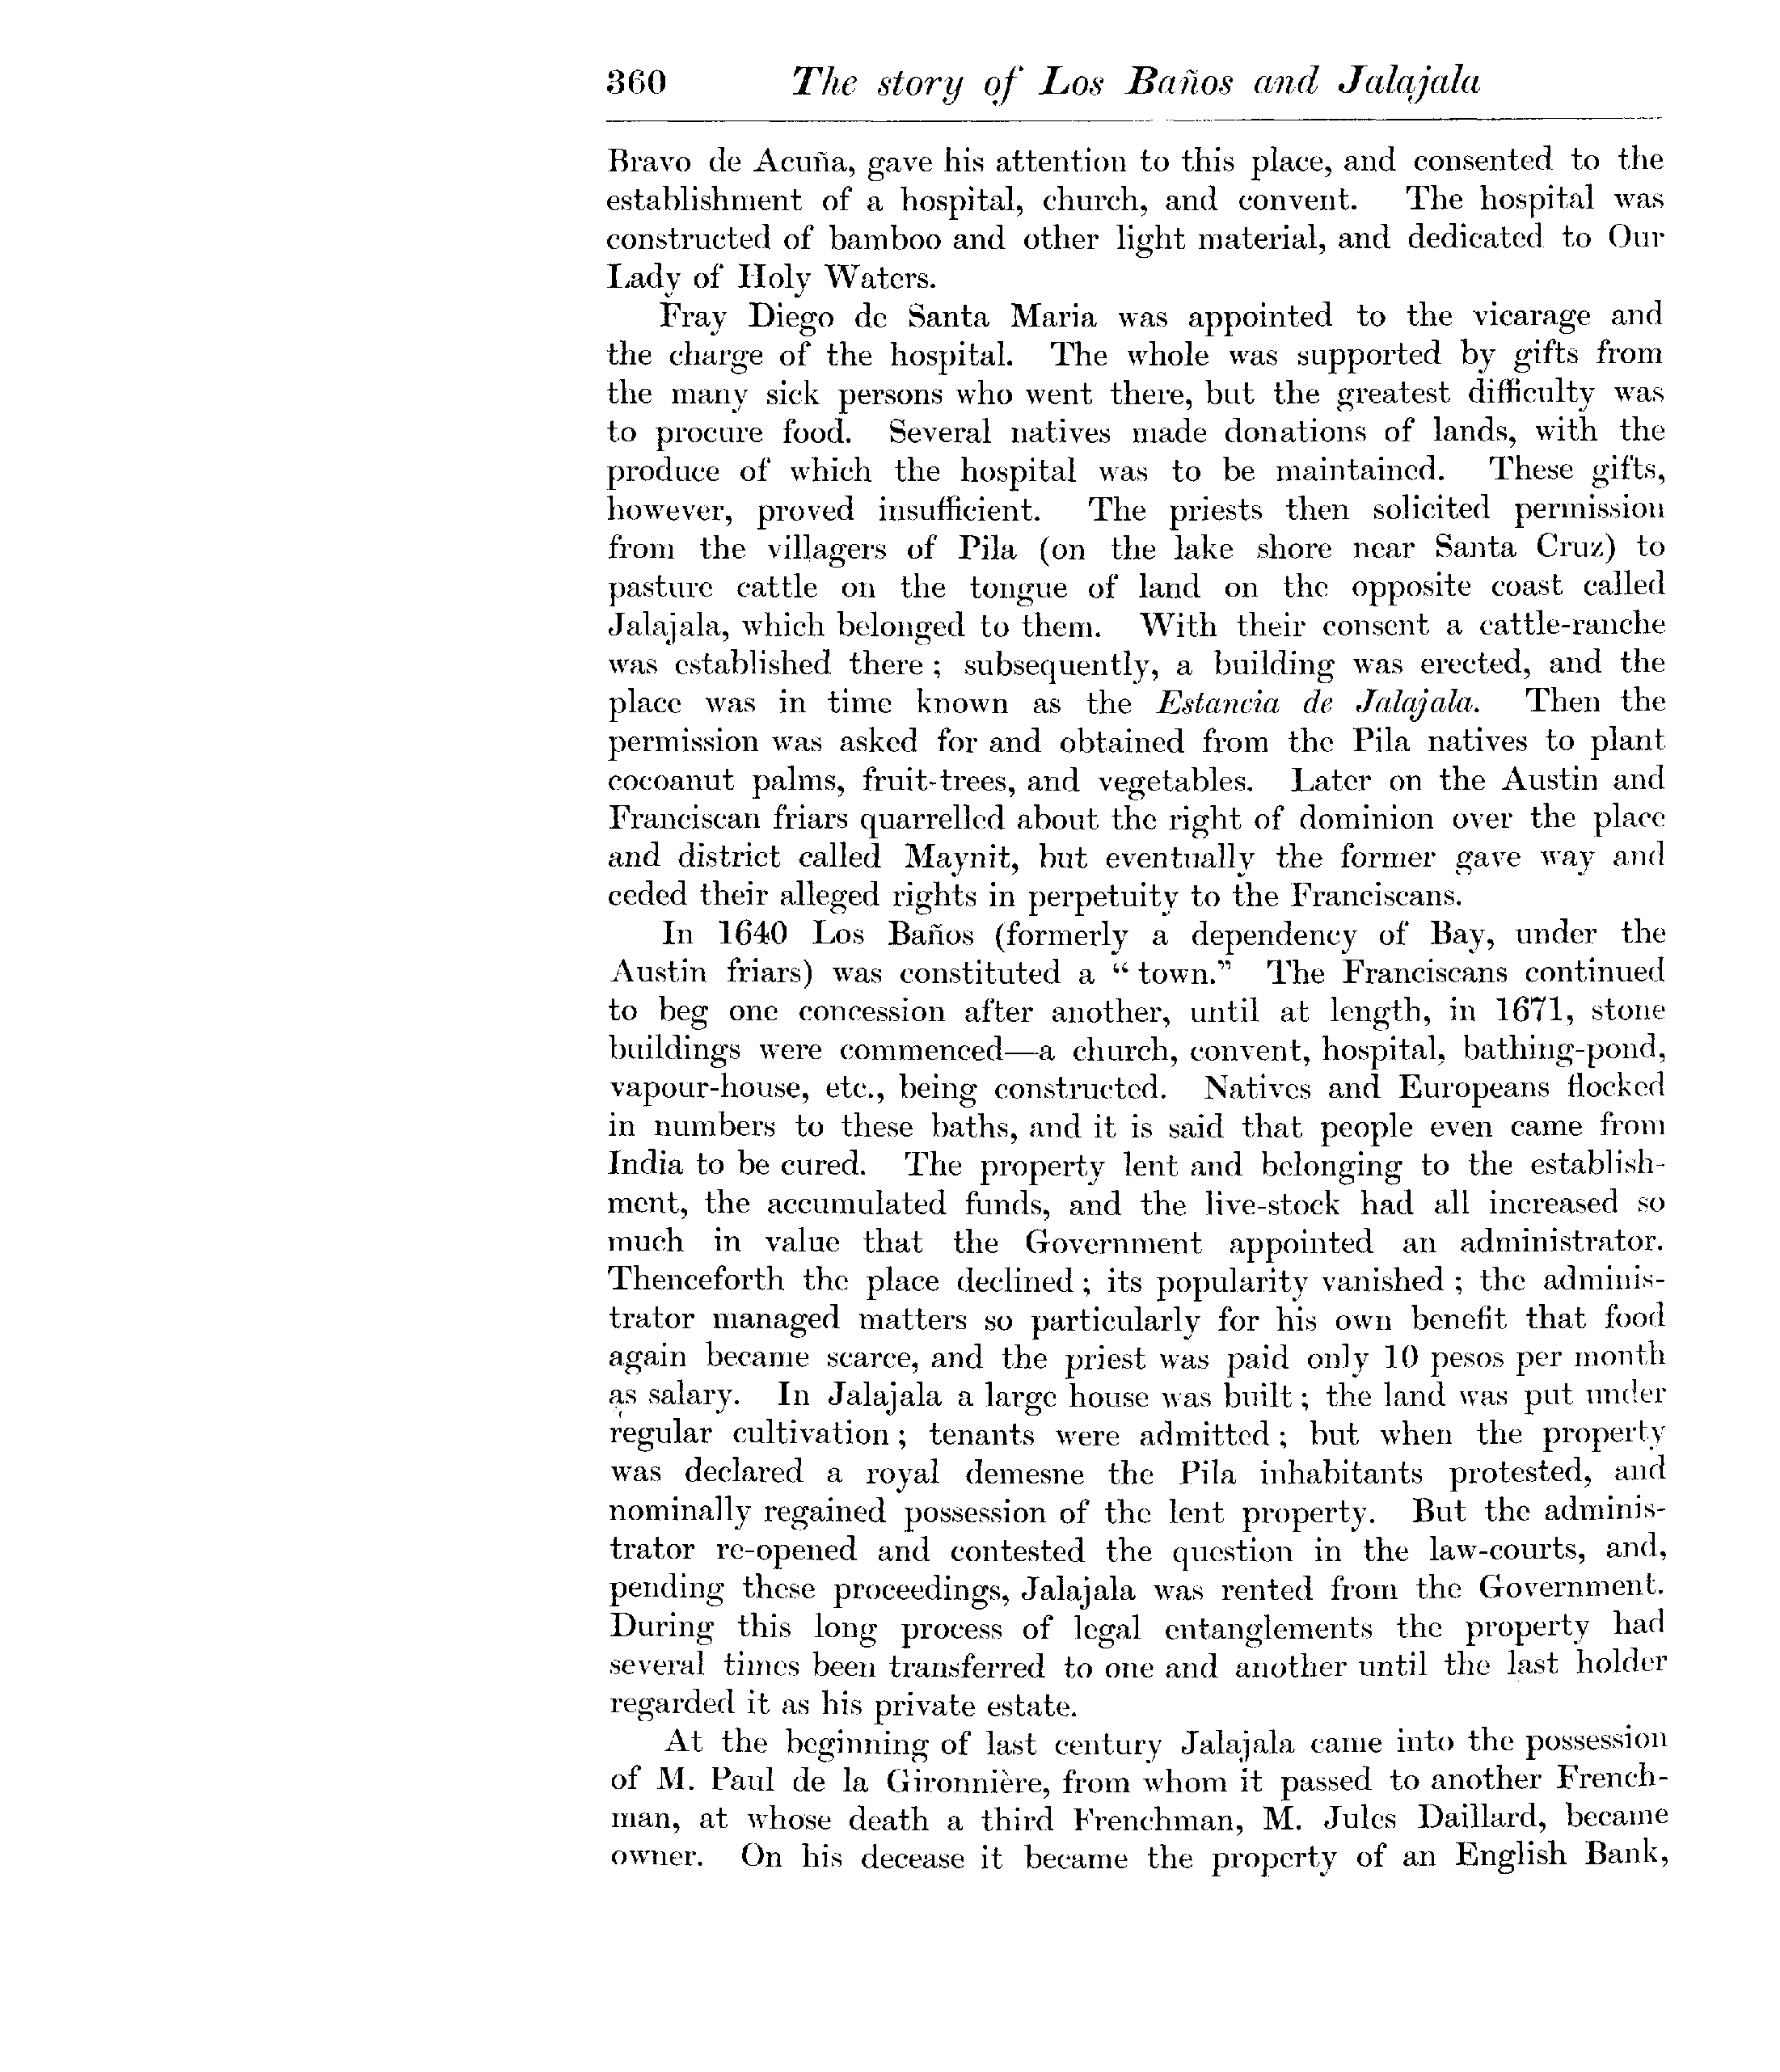 360 The story of Los Baños and Jalajala
Bravo de Acuña, gave his attention to this place, and consented to the
establishment of a hospital, church, and convent. The hospital was
constructed of bamboo and other light material, and dedicated to Our
Lady of Holy Waters.
Fray Diego de Santa Maria was appointed to the vicarage and
the charge of the hospital. The whole was supported by gifts from
the many sick persons who went there, but the greatest difficulty was
to procure food. Several natives made donations of lands, with the
produce of which the hospital was to be maintained. These gifts,
however, proved insufficient. The priests then solicited permission
from the villagers of Pila (on the lake shore near Santa Cruz) to
pasture cattle on the tongue of land on the opposite coast called
Jalajala, which belonged to them. With their consent a cattle-ranche
was established there; subsequently, a building was erected, and the
place was in time known as the Estancia de Jalajala. Then the
permission was asked for and obtained from the Pila natives to plant
cocoanut palms, fruit-trees, and vegetables. Later on the Austin and
Franciscan friars quarrelled about the right of dominion over the place
and district called Maynit, but eventually the former gave way and
ceded their alleged rights in perpetuity to the Franciscans.
In 1640 Los Baños (formerly a dependency of Bay, under the
Austin friars) was constituted a "town." The Franciscans continued
to beg one concession after another, until at length, in 1671, stone
buildings were commenced—a church, convent, hospital, bathing-pond,
vapour-house, etc., being constructed. Natives and Europeans flocked
in numbers to these baths, and it is said that people even came from
India to be cured. The property lent and belonging to the establish-
ment, the accumulated funds, and the live-stock had all increased so
much in value that the Government appointed an administrator.
Thenceforth the place declined; its popularity vanished; the adminis-
trator managed matters so particularly for his own benefit that food
again became scarce, and the priest was paid only 10 pesos per month
as salary. In Jalajala a large house was built; the land was put under
regular cultivation; tenants were admitted; but when the property
was declared a royal demesne the Pila inhabitants protested, and
nominally regained possession of the lent property. But the adminis-
trator re-opened and contested the question in the law-courts, and,
pending these proceedings, Jalajala was rented from the Government.
During this long process of legal entanglements the property had
several times been transferred to one and another until the last holder
regarded it as his private estate.
At the beginning of last century Jalajala came into the possession
of M. Paul de la Gironnière, from whom it passed to another French-
man, at whose death a third Frenchman, M. Jules Daillard, became
owner. On his decease it became the property of an English Bank,